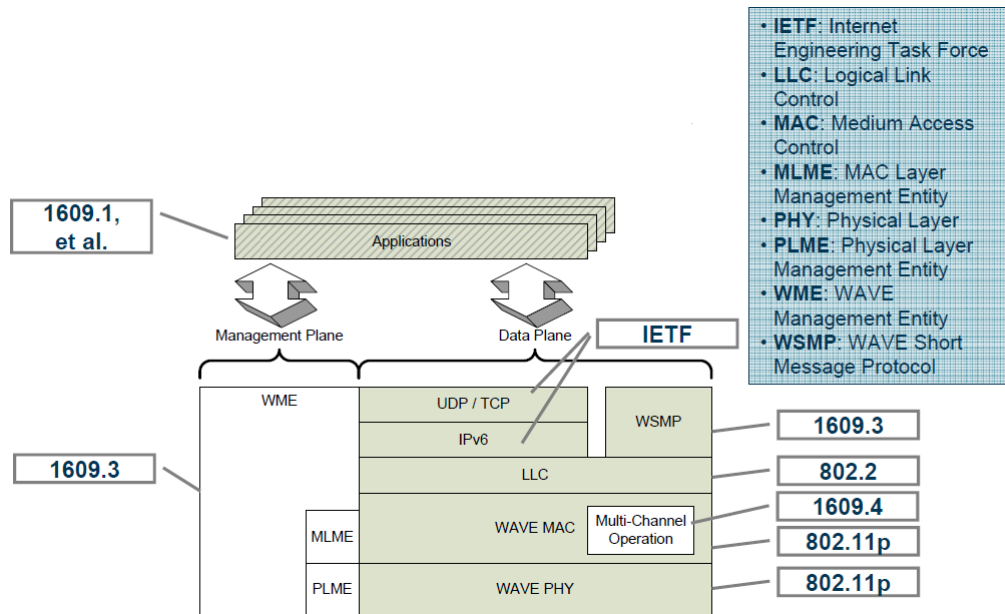 • IETF: Internet
Engineering Task Force
• LLC: Logical Link
Control
• MAC: Medium Access
Control
• MLME: MAC Layer
Management Entity
• PHY: Physical Layer
• PLME: Physical Layer
Management Entity
• WME: WAVE
Management Entity
• WSMP: WAVE Short
Message Protocol
1609.1,
et al.
Applications
Management Plane
Data Plane
IETF
WME
UDP / TCP
WSMP
1609.3
IPv6
1609.3
LLC
802.2
1609.4
MLME
WAVE MAC
Multi-Channel
Operation
802.11p
PLME
WAVE PHY
802.11p